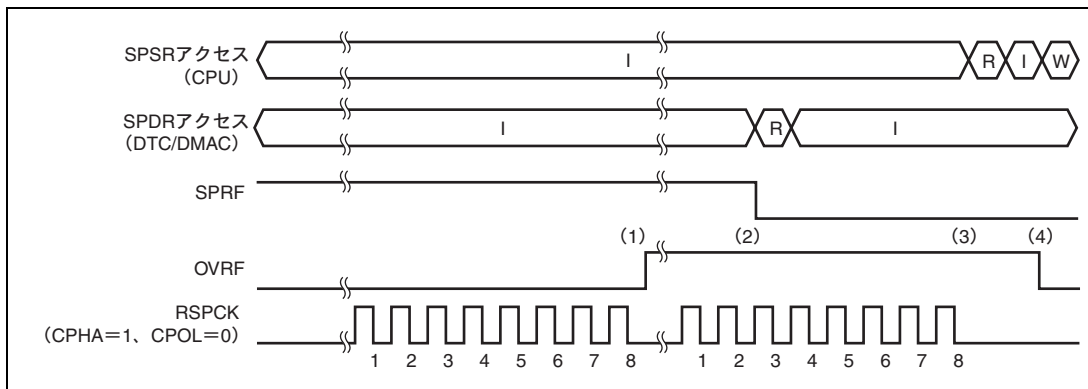 SPSRアクセス
(CPU)
I
R
I
W
SPDRアクセス
(DTC/DMAC)
I
R
I
SPRF
(1)
(2)
(3)
(4)
OVRF
RSPCK
(CPHA=1、CPOL=0)
1 2 3 4 5 6 7 8
1 2 3 4 5 6 7 8